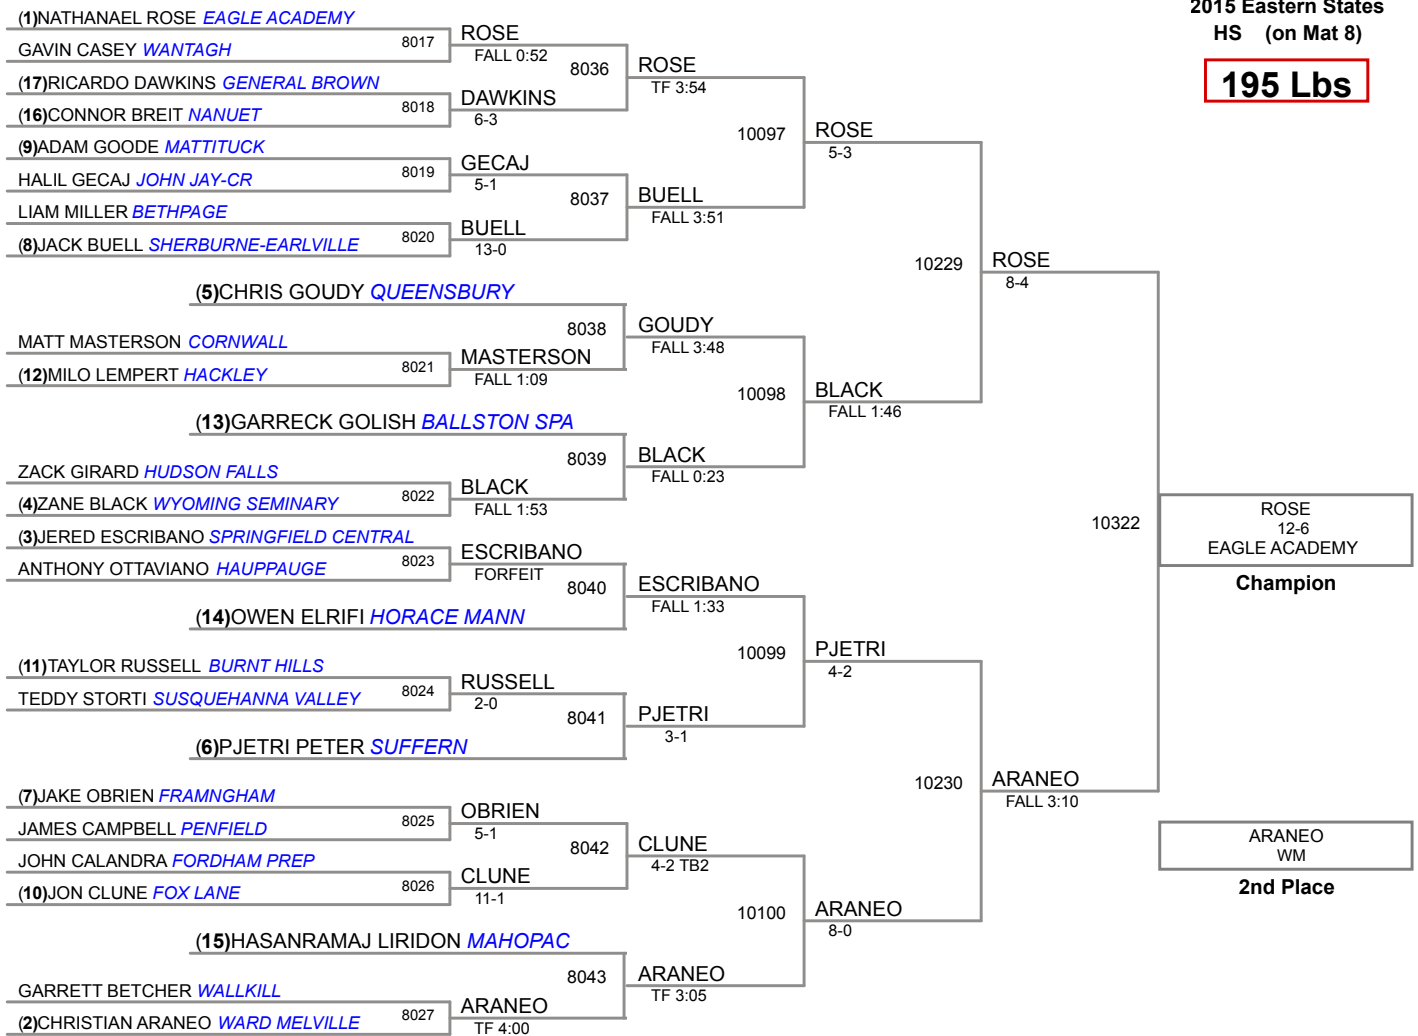 2015 Eastern States
HS (on Mat 8)
195 Lbs
(1)NATHANAEL ROSE EAGLE ACADEMY
GAVIN CASEY WANTAGH
8017
ROSE
FALL 0:52
(17)RICARDO DAWKINS GENERAL BROWN
(16)CONNOR BREIT NANUET
8018
DAWKINS
6-3
8036
ROSE
TF 3:54
(9)ADAM GOODE MATTITUCK
HALIL GECAJ JOHN JAY-CR
8019
GECAJ
5-1
LIAM MILLER BETHPAGE
(8)JACK BUELL SHERBURNE-EARLVILLE
8020
BUELL
13-0
8037
BUELL
FALL 3:51
10097
ROSE
5-3
(5)CHRIS GOUDY QUEENSBURY
MATT MASTERSON CORNWALL
(12)MILO LEMPERT HACKLEY
8021
MASTERSON
FALL 1:09
8038
GOUDY
FALL 3:48
(13)GARRECK GOLISH BALLSTON SPA
ZACK GIRARD HUDSON FALLS
(4)ZANE BLACK WYOMING SEMINARY
8022
BLACK
FALL 1:53
8039
BLACK
FALL 0:23
10098
BLACK
FALL 1:46
10229
ROSE
8-4
(3)JERED ESCRIBANO SPRINGFIELD CENTRAL
ANTHONY OTTAVIANO HAUPPAUGE
8023
ESCRIBANO
FORFEIT
(14)OWEN ELRIFI HORACE MANN
8040
ESCRIBANO
FALL 1:33
(11)TAYLOR RUSSELL BURNT HILLS
TEDDY STORTI SUSQUEHANNA VALLEY
8024
RUSSELL
2-0
(6)PJETRI PETER SUFFERN
8041
PJETRI
3-1
10099
PJETRI
4-2
(7)JAKE OBRIEN FRAMNGHAM
JAMES CAMPBELL PENFIELD
8025
OBRIEN
5-1
JOHN CALANDRA FORDHAM PREP
(10)JON CLUNE FOX LANE
8026
CLUNE
11-1
8042
CLUNE
4-2 TB2
(15)HASANRAMAJ LIRIDON MAHOPAC
GARRETT BETCHER WALLKILL
(2)CHRISTIAN ARANEO WARD MELVILLE
8027
ARANEO
TF 4:00
8043
ARANEO
TF 3:05
10100
ARANEO
8-0
10230
ARANEO
FALL 3:10
10322
ROSE
12-6
EAGLE ACADEMY
Champion
ARANEO
WM
2nd Place